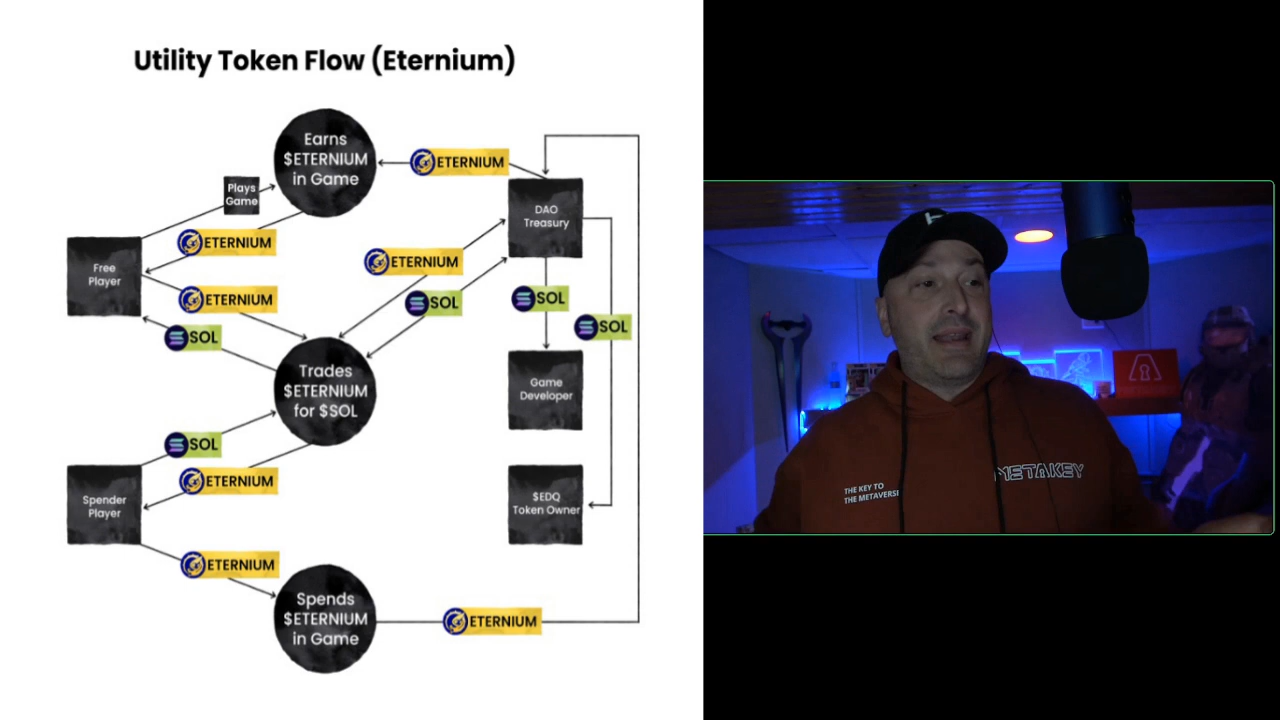 Utility Token Flow (Eternium)
Earns
$ETERNIUM
in Game
ETERNIUM
Plays
Game
DAO
Treasury
ETERNIUM
Free
Player
ETERNIUM
ETERNIUM
SOL
SOL
SOL
SOL
Trades
$ETERNIUM
for $SOL
Game
Developer
SOL
ETERNIUM
Spender
Player
$EDQ
Token Owner
ETERNIUM
Spends
$ETERNIUM
in Game
ETERNIUM
THE KEY TO
THE METAVERSE
METAKEY